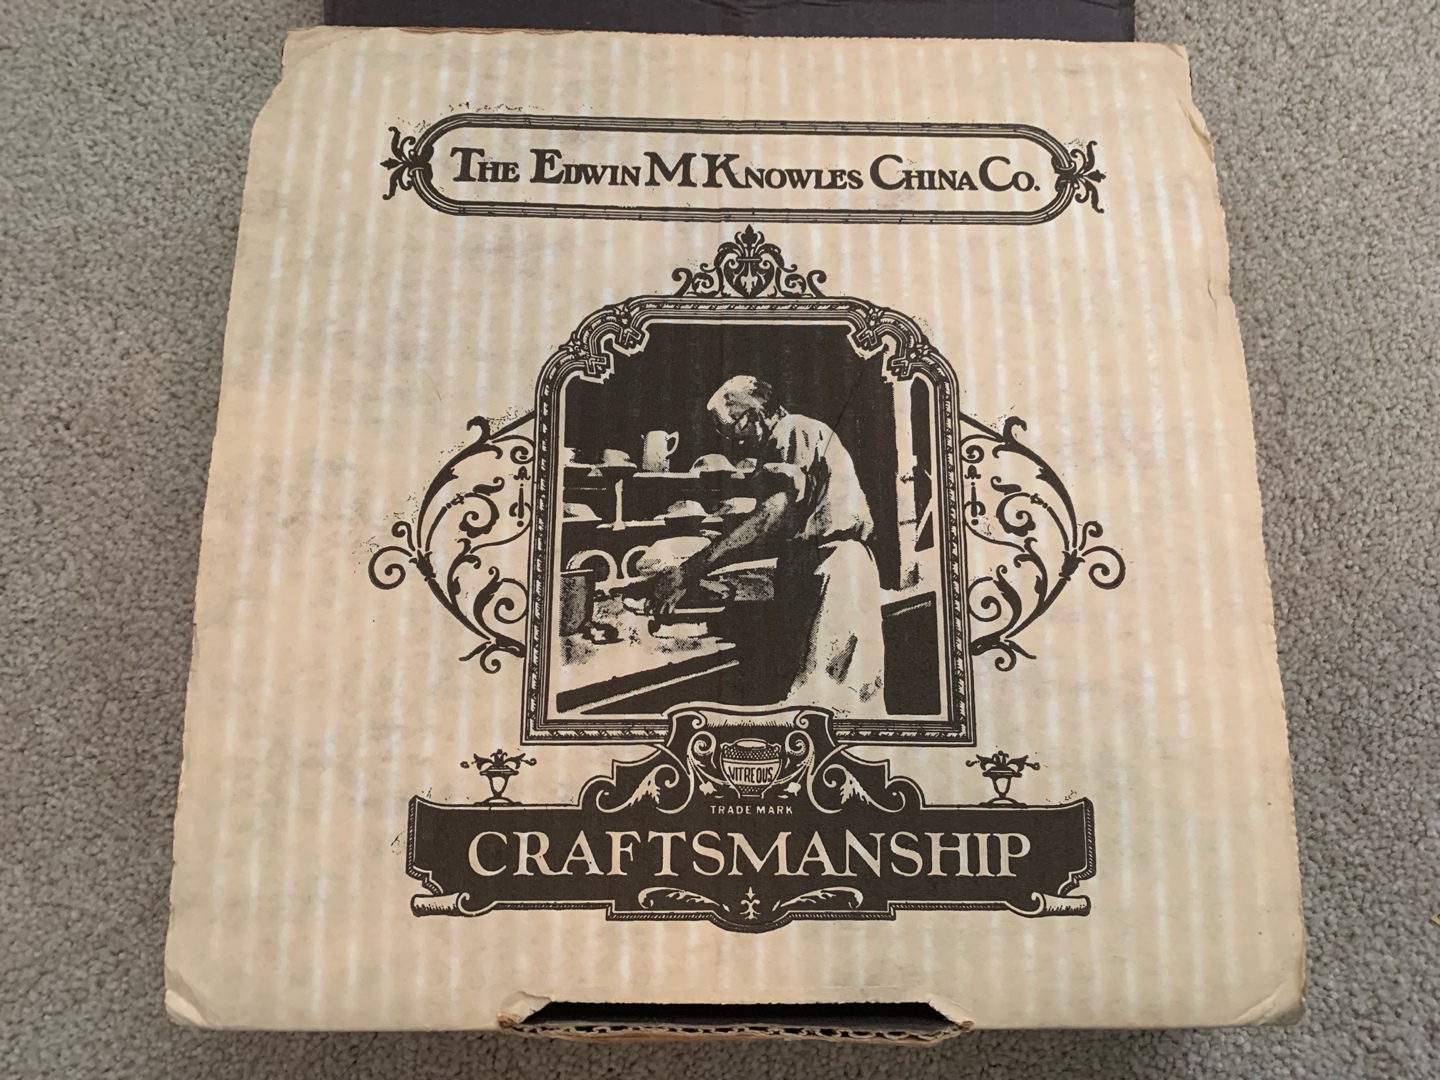 THE EDWIN M KNOWLES CHINA CO.
VITREOUS
TRADE MARK
CRAFTSMANSHIP